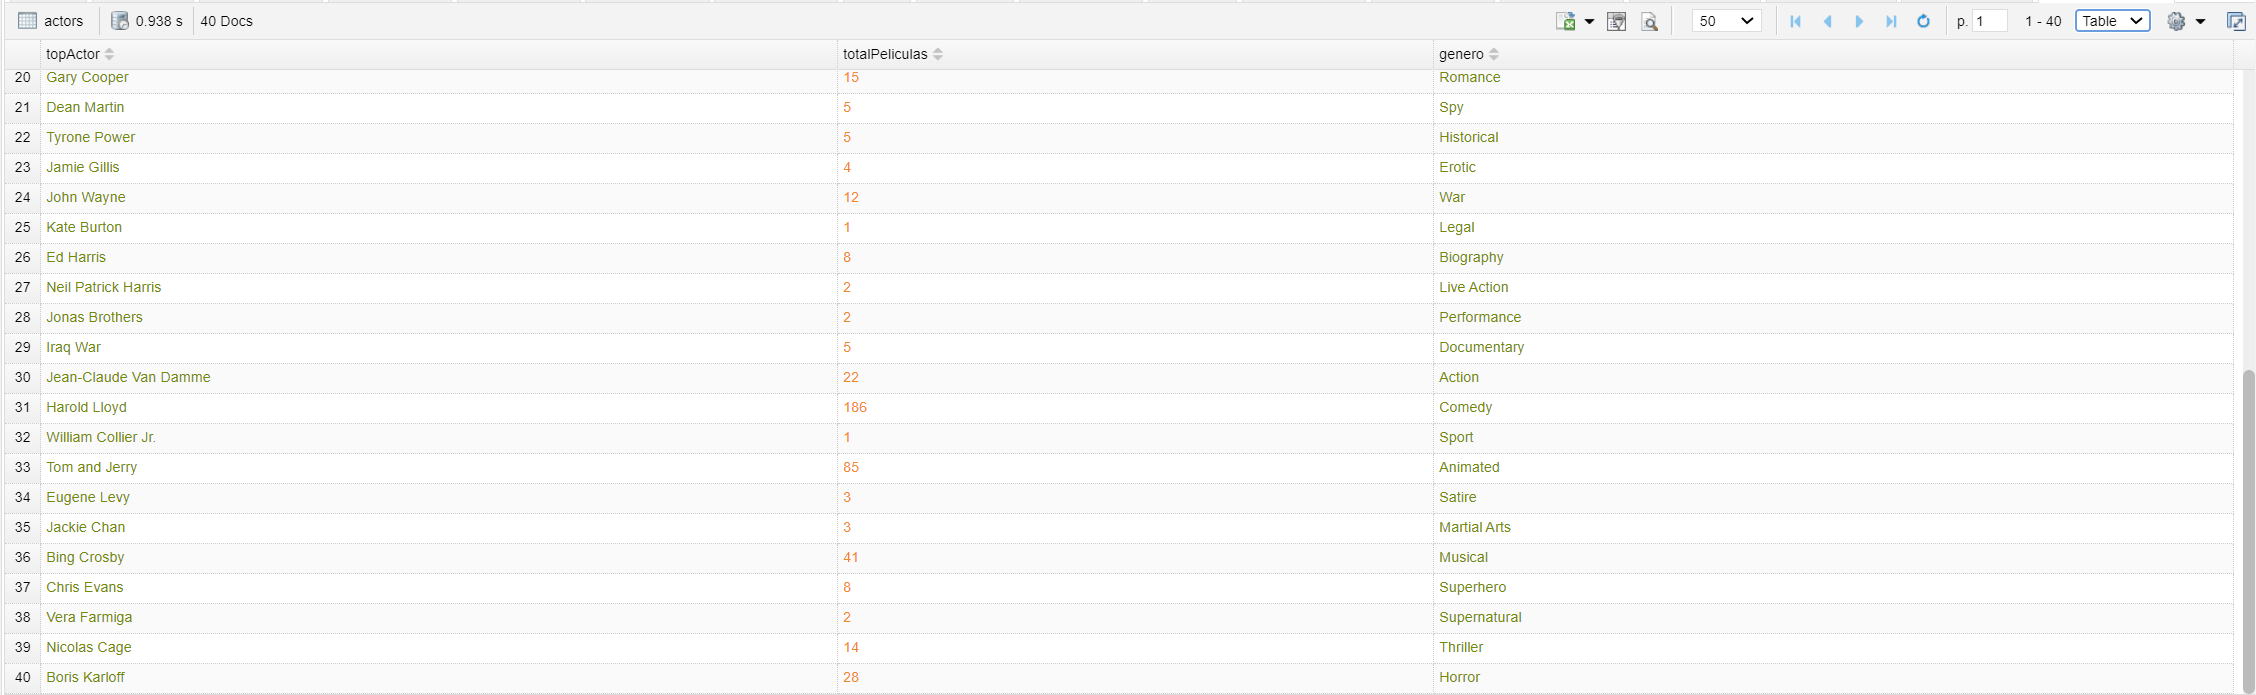 actors 0.938 s 40 Docs 50 p. 1 1 - 40 Table
topActor totalPeliculas genero
20 Gary Cooper 15 Romance
21 Dean Martin 5 Spy
22 Tyrone Power 5 Historical
23 Jamie Gillis 4 Erotic
24 John Wayne 12 War
25 Kate Burton 1 Legal
26 Ed Harris 8 Biography
27 Neil Patrick Harris 2 Live Action
28 Jonas Brothers 2 Performance
29 Iraq War 5 Documentary
30 Jean-Claude Van Damme 22 Action
31 Harold Lloyd 186 Comedy
32 William Collier Jr. 1 Sport
33 Tom and Jerry 85 Animated
34 Eugene Levy 3 Satire
35 Jackie Chan 3 Martial Arts
36 Bing Crosby 41 Musical
37 Chris Evans 8 Superhero
38 Vera Farmiga 2 Supernatural
39 Nicolas Cage 14 Thriller
40 Boris Karloff 28 Horror